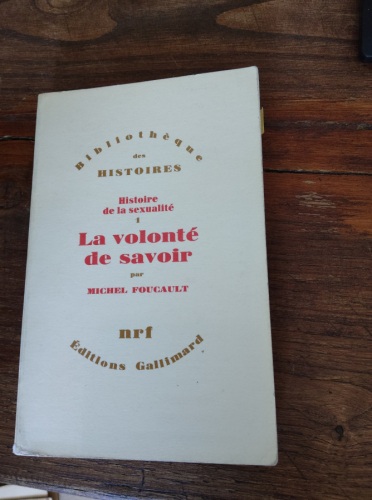 Bibliothèque
des
HISTOIRES
Histoire
de la sexualité
1
La volonté
de savoir
par
MICHEL FOUCAULT
nrf
Éditions Gallimard